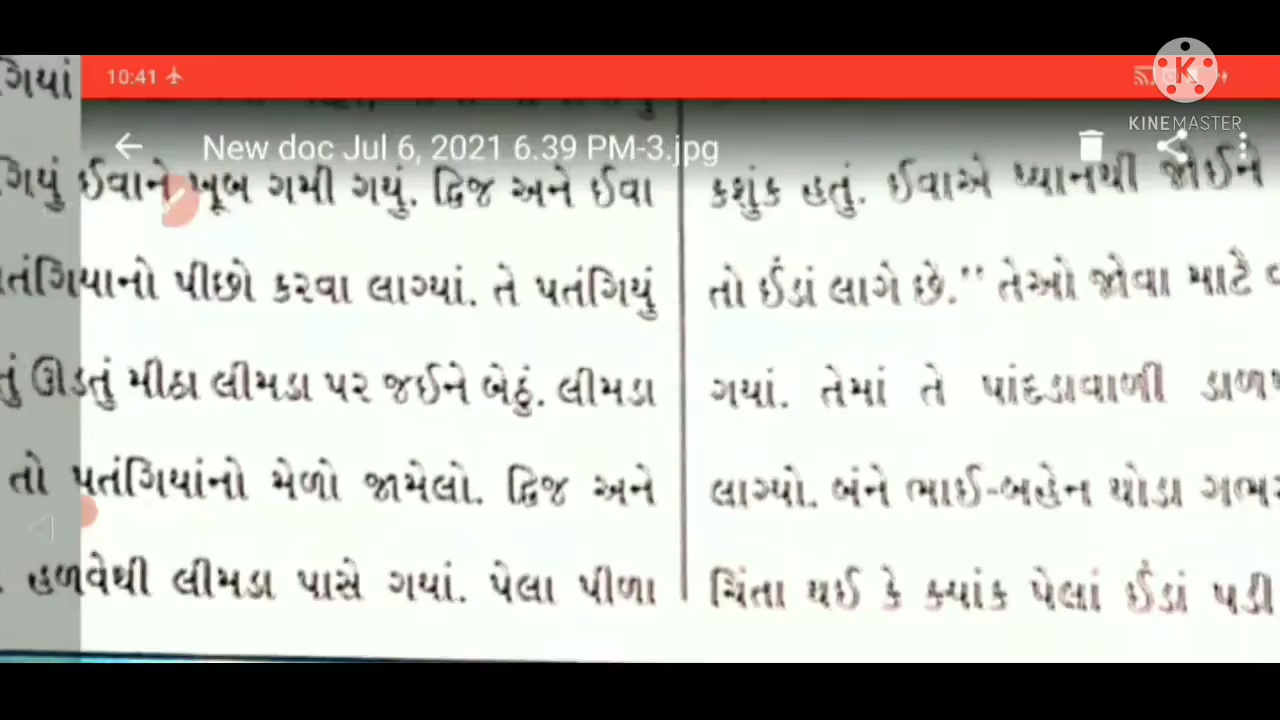 10:41
KINEMASTER
New doc Jul 6, 2021 6.39 PM-3.jpg
ગિયાં
ગિયું ઈવાને ખૂબ ગમી ગયું. દ્વિજ અને ઈવા
તંગિયાનો પીછો કરવા લાગ્યાં. તે પતંગિયું
તું ઊડતું મીઠા લીમડા પર જઈને બેઠું. લીમડા
તો પતંગિયાંનો મેળો જામેલો. દ્વિજ અને
હળવેથી લીમડા પાસે ગયાં. પેલા પીળા
કશુંક હતું. ઈવાએ ધ્યાનથી જોઈને
તો ઈંડાં લાગે છે.'' તેઓ જોવા માટે
ગયાં. તેમાં તે પાંદડાવાળી
લાગ્યો. બંને ભાઈ-બહેન થોડા
ચિંતા થઈ કે ક્યાંક પેલાં ઈંડાં પડી